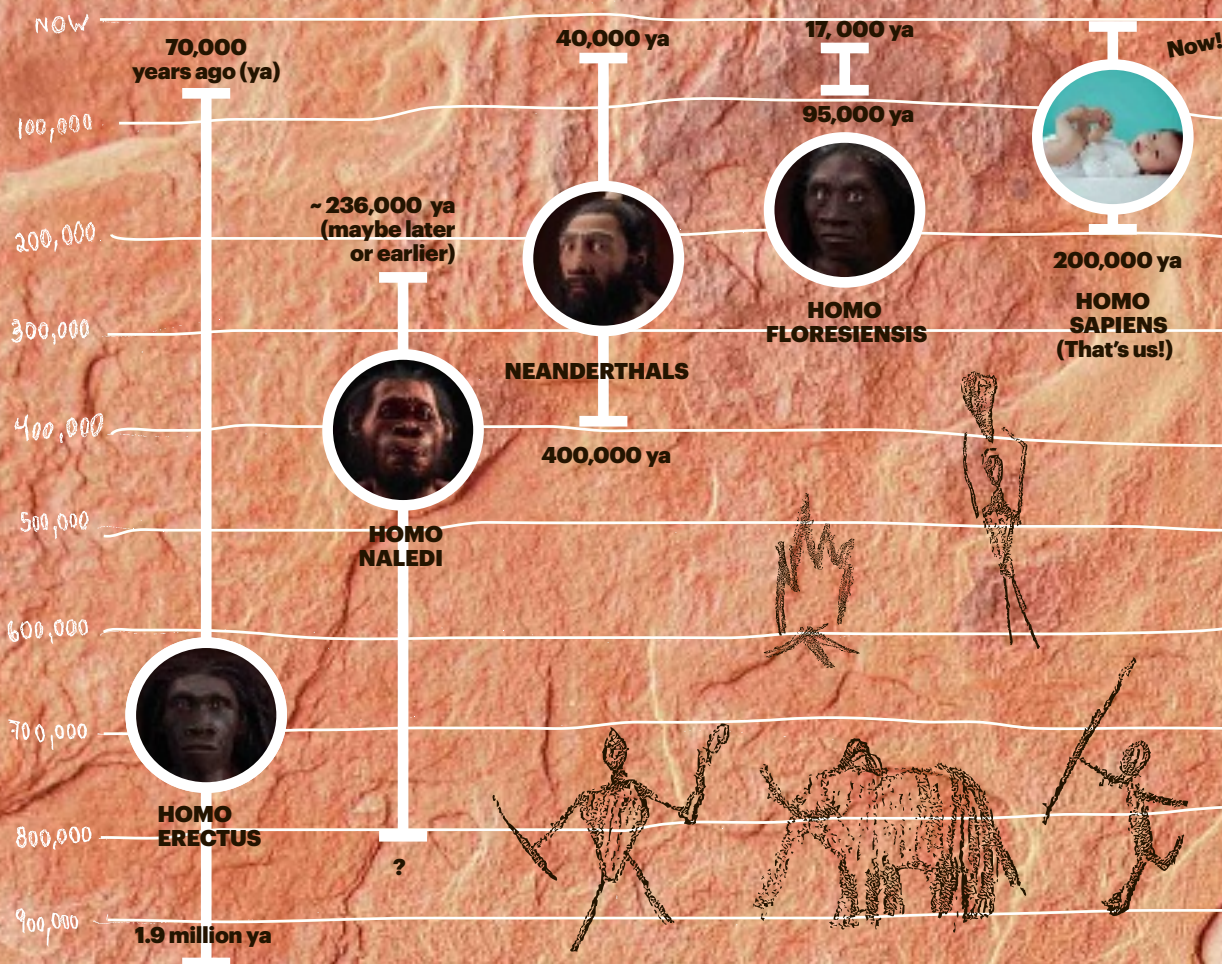 NOW
70,000
years ago (ya)
40,000 ya
17, 000 ya
Now!
100,000
95,000 ya
~ 236,000 ya
(maybe later
or earlier)
200,000
200,000 ya
HOMO
SAPIENS
(That's us!)
HOMO
FLORESIENSIS
300,000
NEANDERTHALS
400,000
400,000 ya
500,000
HOMO
NALEDI
600,000
700,000
HOMO
ERECTUS
800,000
?
900,000
1.9 million ya